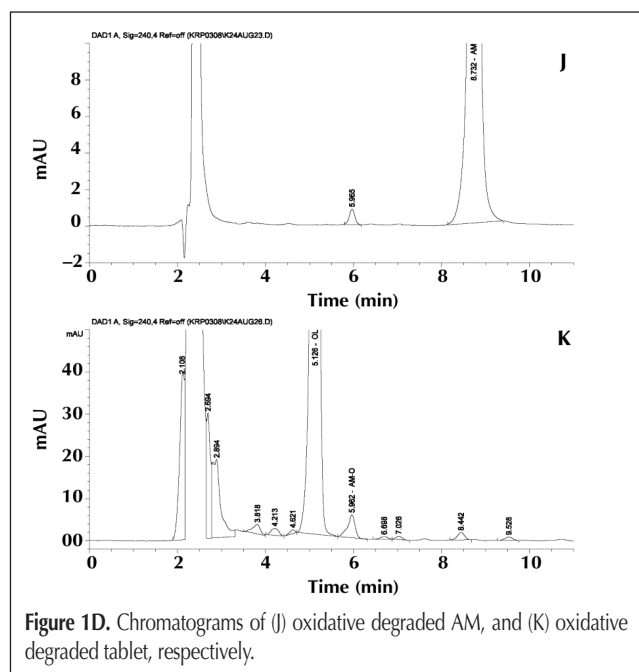 DAD1 A, Sig=240,4 Ref=off (KRP0308\K24AUG23.D)
J
mAU
8
6
4
2
0
−2
5.965
8.732 - AM
0 2 4 6 8 10
Time (min)
DAD1 A, Sig=240,4 Ref=off (KRP0308\K24AUG26.D)
K
mAU
mAU
40
30
20
10
00
2.108
2.694
2.894
3.818
4.213
4.621
5.126 - OL
5.962 - AM-O
6.698
7.026
8.442
9.528
0 2 4 6 8 10
Time (min)
Figure 1D. Chromatograms of (J) oxidative degraded AM, and (K) oxidative
degraded tablet, respectively.